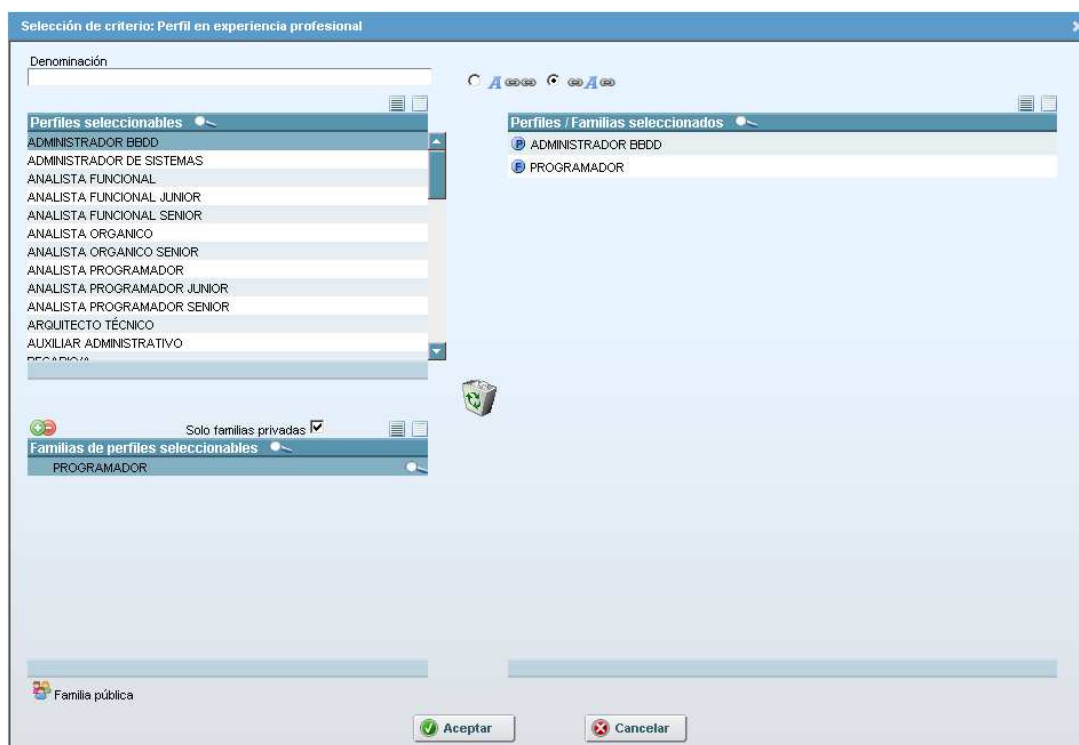 Selección de criterio: Perfil en experiencia profesional
Denominación
Perfiles seleccionables
ADMINISTRADOR BBDD
ADMINISTRADOR DE SISTEMAS
ANALISTA FUNCIONAL
ANALISTA FUNCIONAL JUNIOR
ANALISTA FUNCIONAL SENIOR
ANALISTA ORGANICO
ANALISTA ORGANICO SENIOR
ANALISTA PROGRAMADOR
ANALISTA PROGRAMADOR JUNIOR
ANALISTA PROGRAMADOR SENIOR
ARQUITECTO TÉCNICO
AUXILIAR ADMINISTRATIVO
Solo familias privadas
Familias de perfiles seleccionables
PROGRAMADOR
Familia pública
A A
Perfiles / Familias seleccionados
P ADMINISTRADOR BBDD
F PROGRAMADOR
Aceptar Cancelar